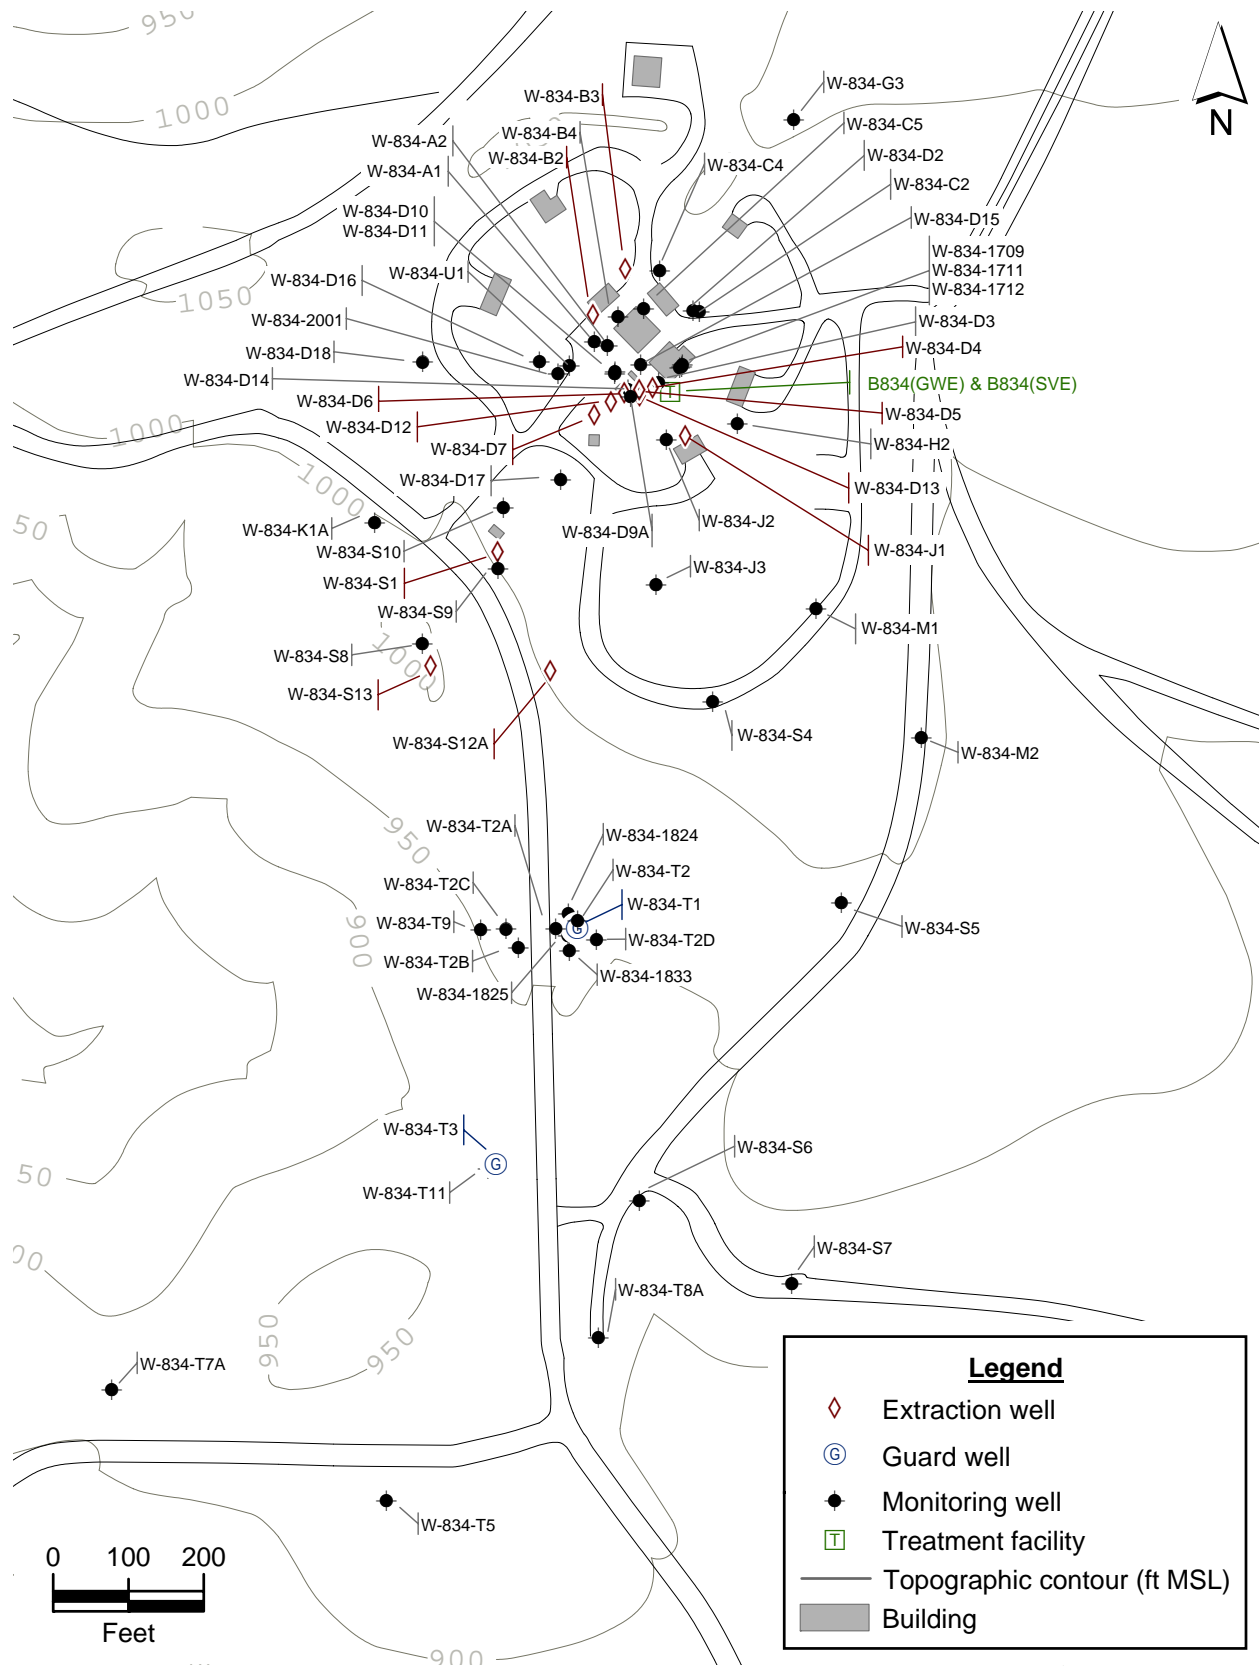 950
W-834-G3
W-834-B3
1000
W-834-C5
N
W-834-B4
W-834-A2
W-834-D2
W-834-B2
W-834-C4
W-834-A1
W-834-C2
W-834-D10
W-834-D11
W-834-D15
W-834-1709
W-834-1711
W-834-1712
W-834-U1
W-834-D16
1050
W-834-2001
W-834-D3
W-834-D4
W-834-D18
W-834-D14
T
B834(GWE) & B834(SVE)
W-834-D6
W-834-D5
W-834-D12
1000
W-834-H2
W-834-D7
W-834-D17
1000
W-834-D13
W-834-J2
50
W-834-K1A
W-834-D9A
W-834-S10
W-834-J1
W-834-J3
W-834-S1
W-834-S9
W-834-M1
W-834-S8
1000
W-834-S13
W-834-S4
W-834-S12A
W-834-M2
W-834-T2A
W-834-1824
950
W-834-T2
W-834-T2C
W-834-T1
W-834-T9
G
900
W-834-S5
W-834-T2D
W-834-T2B
W-834-1833
W-834-1825
W-834-T3
W-834-S6
G
50
W-834-T11
W-834-S7
00
W-834-T8A
950
950
W-834-T7A
W-834-T5
900
0 100 200
Feet
Legend
Extraction well
G Guard well
Monitoring well
T Treatment facility
Topographic contour (ft MSL)
Building